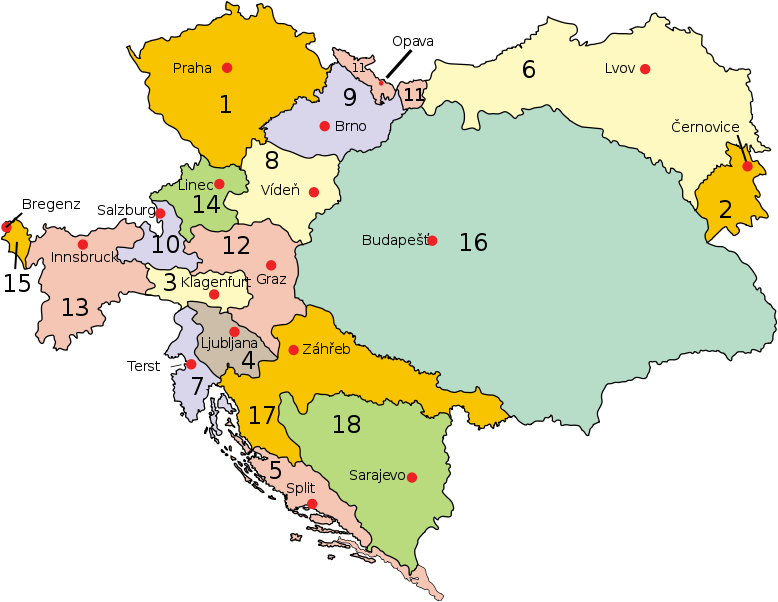 Opava
Praha
11
6
Lvov
1
9
11
Brno
Černovice
8
Linec
Vídeň
14
Bregenz
Salzburg
2
10
12
Budapešť
16
Innsbruck
15
3
Klagenfurt
Graz
13
Ljubljana
4
Záhřeb
Terst
7
17
18
5
Split
Sarajevo